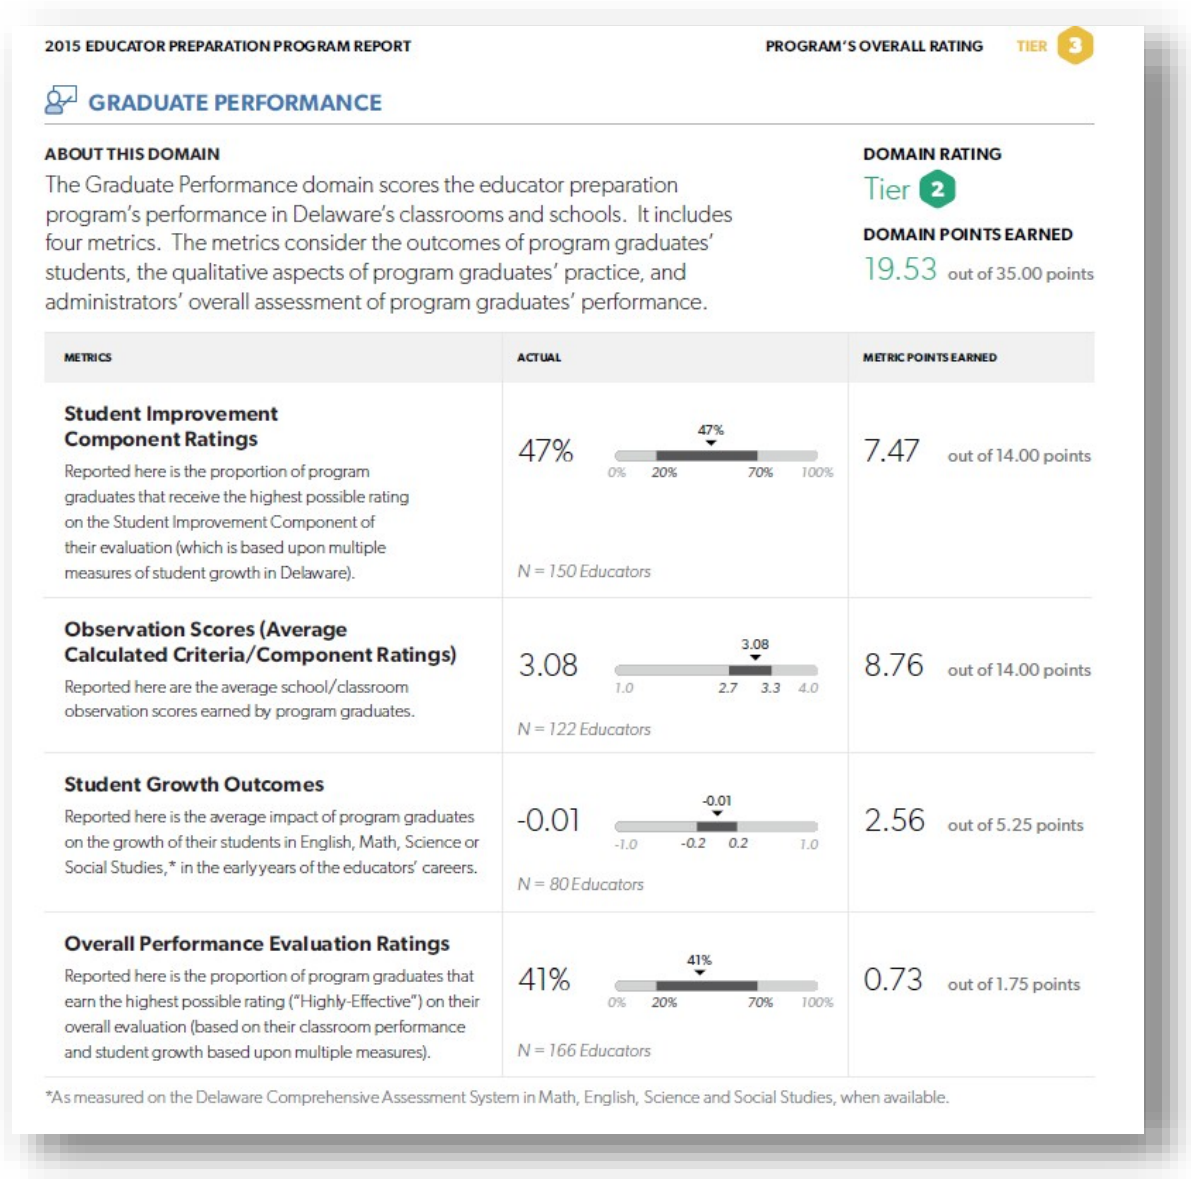 2015 EDUCATOR PREPARATION PROGRAM REPORT
PROGRAM'S OVERALL RATING TIER 3
GRADUATE PERFORMANCE
ABOUT THIS DOMAIN
The Graduate Performance domain scores the educator preparation
program's performance in Delaware's classrooms and schools. It includes
four metrics. The metrics consider the outcomes of program graduates'
students, the qualitative aspects of program graduates' practice, and
administrators' overall assessment of program graduates' performance.
DOMAIN RATING
Tier 2
DOMAIN POINTS EARNED
19.53 out of 35.00 points
METRICS ACTUAL METRIC POINTS EARNED
Student Improvement
Component Ratings
Reported here is the proportion of program
graduates that receive the highest possible rating
on the Student Improvement Component of
their evaluation (which is based upon multiple
measures of student growth in Delaware).
47%
47%
0% 20% 70% 100%
N = 150 Educators
7.47 out of 14.00 points
Observation Scores (Average
Calculated Criteria/Component Ratings)
Reported here are the average school/classroom
observation scores earned by program graduates.
3.08
3.08
1.0 2.7 3.3 4.0
N = 122 Educators
8.76 out of 14.00 points
Student Growth Outcomes
Reported here is the average impact of program graduates
on the growth of their students in English, Math, Science or
Social Studies,* in the early years of the educators' careers.
-0.01
-0.01
-1.0 -0.2 0.2 1.0
N = 80 Educators
2.56 out of 5.25 points
Overall Performance Evaluation Ratings
Reported here is the proportion of program graduates that
earn the highest possible rating ("Highly-Effective") on their
overall evaluation (based on their classroom performance
and student growth based upon multiple measures).
41%
41%
0% 20% 70% 100%
N = 166 Educators
0.73 out of 1.75 points
*As measured on the Delaware Comprehensive Assessment System in Math, English, Science and Social Studies, when available.